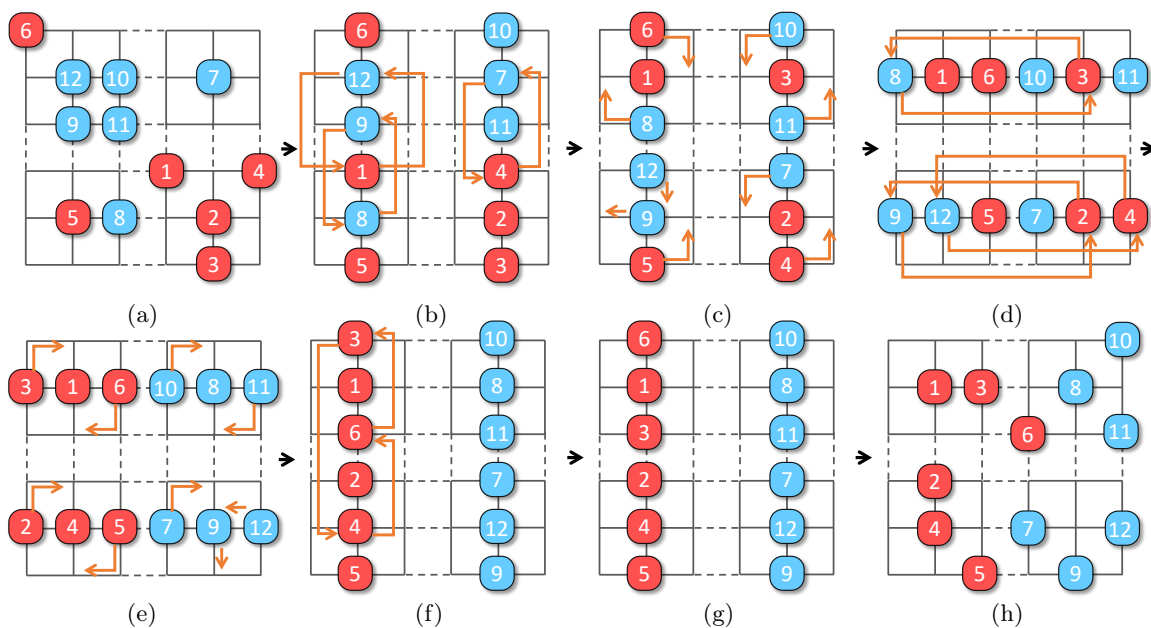 6 6 10 6 10
12 10 7 12 7 1 3 8 1 6 10 3 11
9 11 9 11 8 11
1 4 1 4 12 7
5 8 2 8 2 9 2 9 12 5 7 2 4
3 5 3 5 4
(a) (b) (c) (d)
3 10 6 10 10
3 1 6 10 8 11 1 8 1 8 1 3 8
6 11 3 11 6 11
2 7 2 7 2
2 4 5 7 9 12 4 12 4 12 4 7 12
5 9 5 9 5 9
(e) (f) (g) (h)